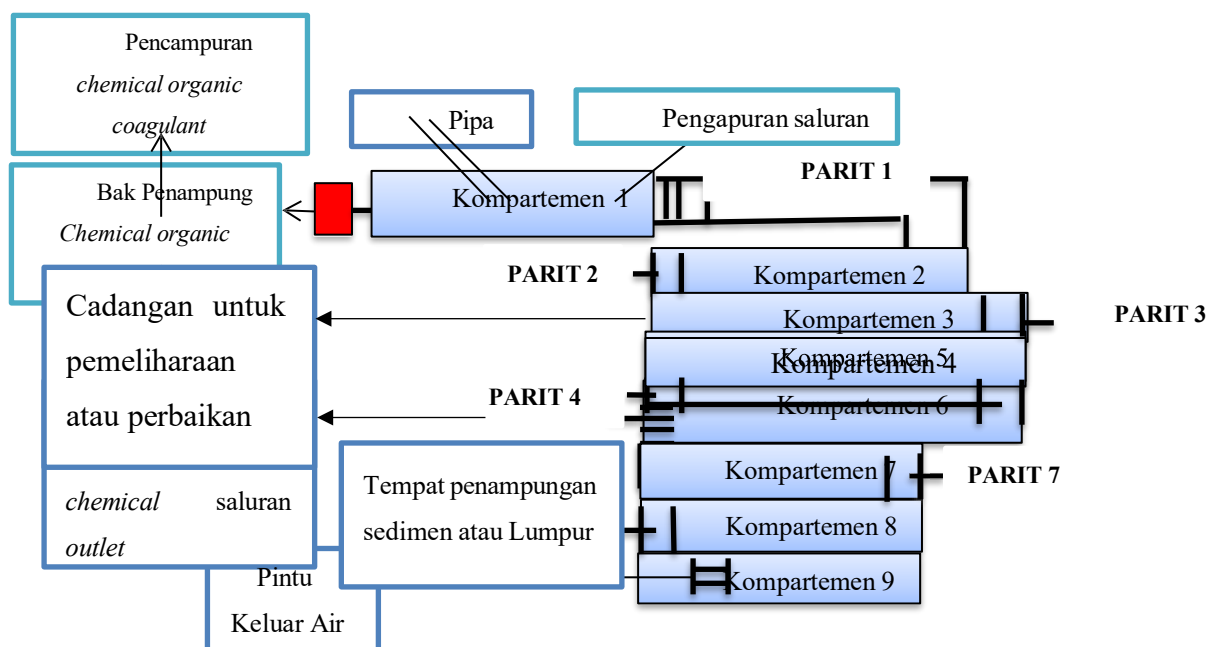 Pencampuran
chemical organic
coagulant
Pipa
Pengapuran saluran
PARIT 1
Bak Penampung
Chemical organic
Kompartemen 1
PARIT 2
Kompartemen 2
Cadangan untuk
pemeliharaan
atau perbaikan
Kompartemen 3
PARIT 3
Kompartemen 5
Kompartemen 4
PARIT 4
Kompartemen 6
Kompartemen 7
PARIT 7
Tempat penampungan
sedimen atau Lumpur
chemical saluran
outlet
Kompartemen 8
Pintu
Keluar Air
Kompartemen 9